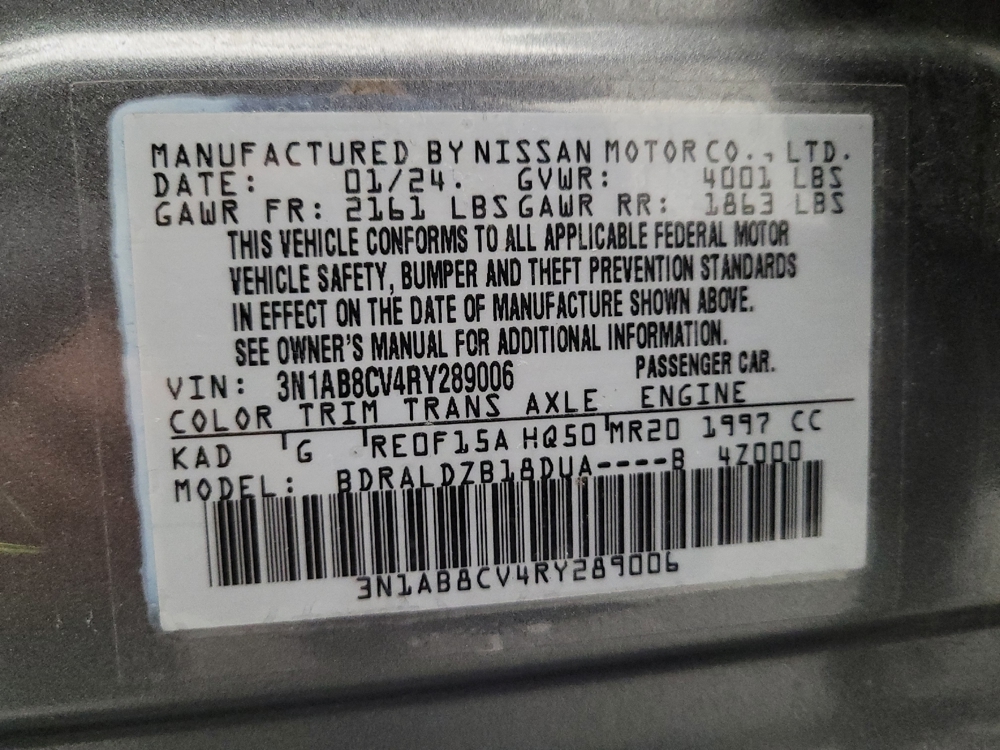 MANUFACTURED BY NISSAN MOTOR CO., LTD.
DATE: 01/24. GVWR: 4001 LBS
GAWR FR: 2161 LBS GAWR RR: 1863 LBS
THIS VEHICLE CONFORMS TO ALL APPLICABLE FEDERAL MOTOR
VEHICLE SAFETY, BUMPER AND THEFT PREVENTION STANDARDS
IN EFFECT ON THE DATE OF MANUFACTURE SHOWN ABOVE.
SEE OWNER'S MANUAL FOR ADDITIONAL INFORMATION.
VIN: 3N1AB8CV4RY289006 PASSENGER CAR.
COLOR TRIM TRANS AXLE ENGINE
KAD G RE0F15A HQ50 MR20 1997 CC
MODEL: BDRALDZB18DUA----B 4Z000
3N1AB8CV4RY289006